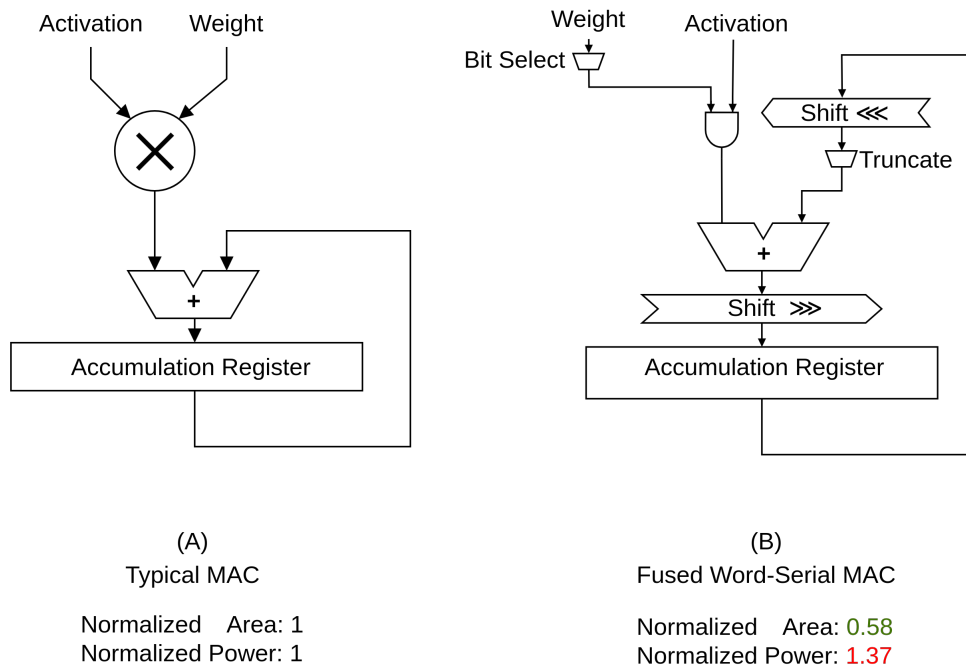 Activation Weight
+
Accumulation Register
(A)
Typical MAC
Normalized Area: 1
Normalized Power: 1
Weight
Activation
Bit Select
Shift <<<
Truncate
+
Shift >>>
Accumulation Register
(B)
Fused Word-Serial MAC
Normalized Area: 0.58
Normalized Power: 1.37